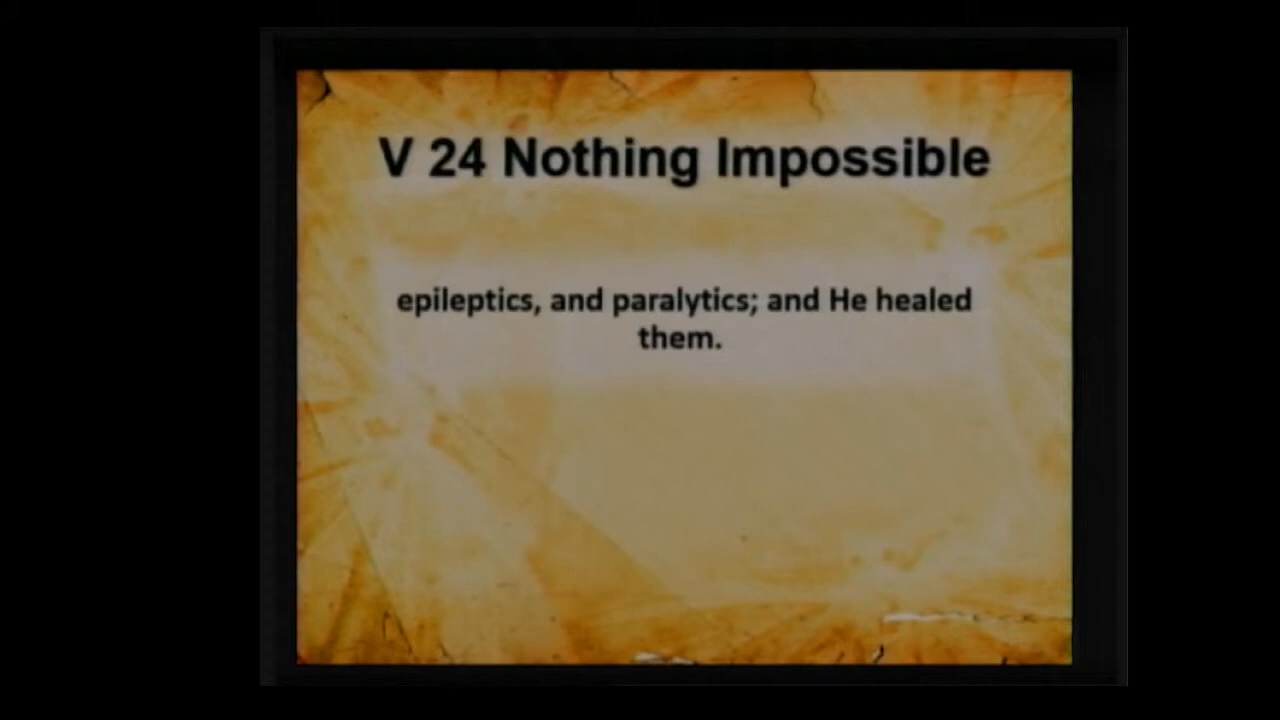 V 24 Nothing Impossible
epileptics, and paralytics; and He healed
them.